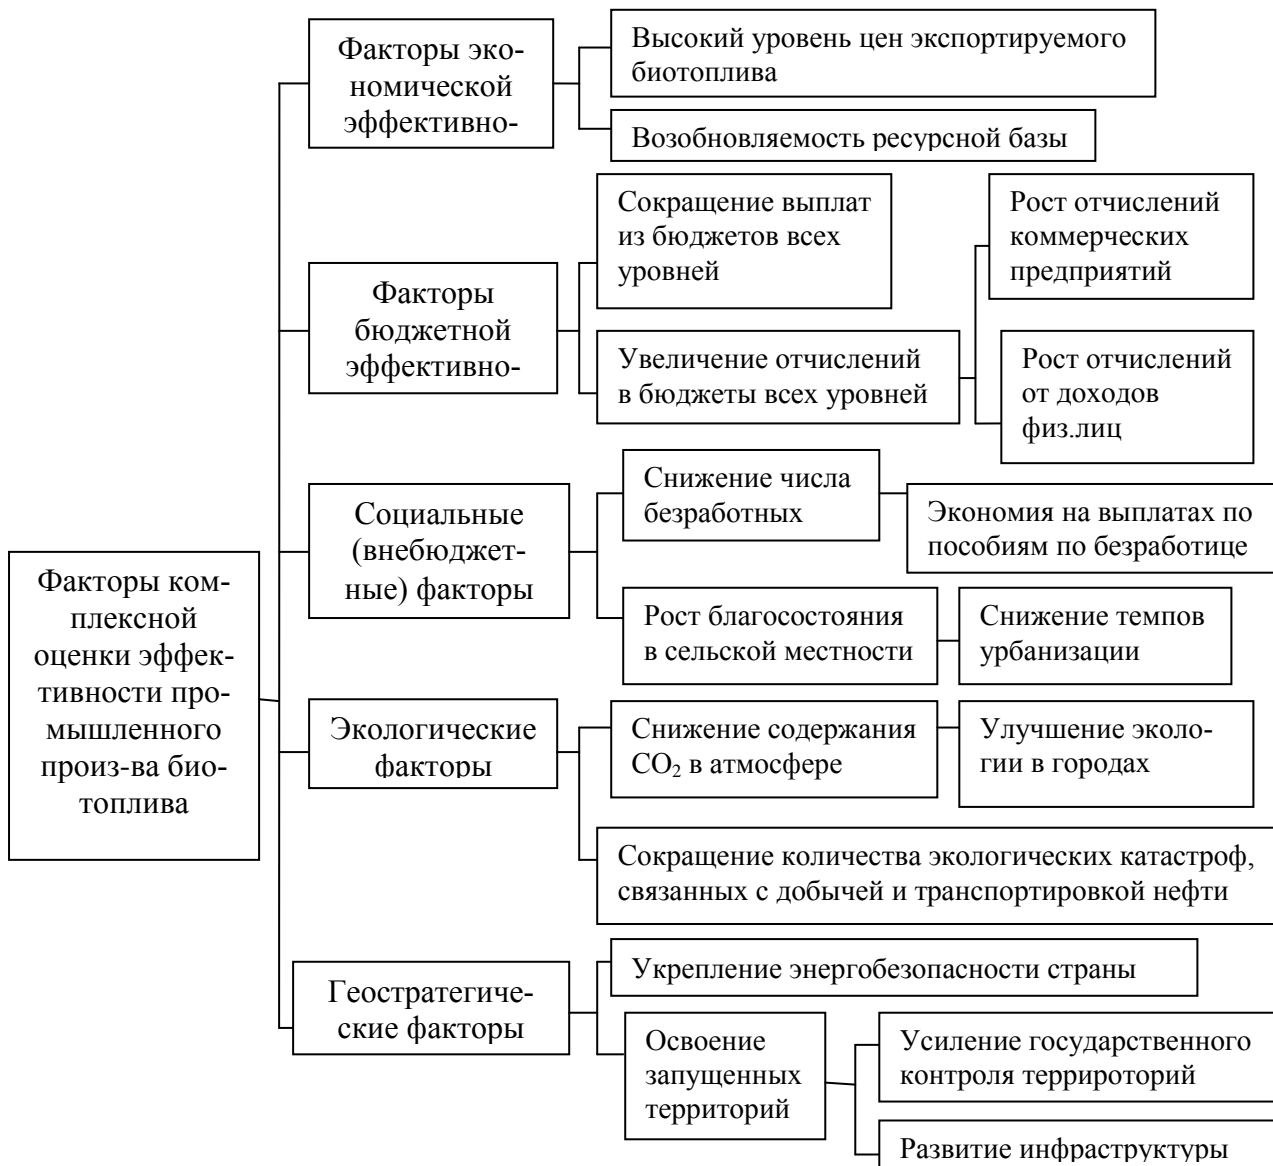 Факторы эко-
номической
эффективно-
Высокий уровень цен экспортируемого
биотоплива
Возобновляемость ресурсной базы
Факторы
бюджетной
эффективно-
Сокращение выплат
из бюджетов всех
уровней
Увеличение отчислений
в бюджеты всех уровней
Рост отчислений
коммерческих
предприятий
Рост отчислений
от доходов
физ.лиц
Социальные
(внебюджет-
ные) факторы
Снижение числа
безработных
Экономия на выплатах по
пособиям по безработице
Рост благосостояния
в сельской местности
Снижение темпов
урбанизации
Факторы ком-
плексной
оценки эффек-
тивности про-
мышленного
произ-ва био-
топлива
Экологические
факторы
Снижение содержания
CO₂ в атмосфере
Улучшение эколо-
гии в городах
Сокращение количества экологических катастроф,
связанных с добычей и транспортировкой нефти
Геостратегиче-
ские факторы
Укрепление энергобезопасности страны
Освоение
запущенных
территорий
Усиление государственного
контроля террироторий
Развитие инфраструктуры